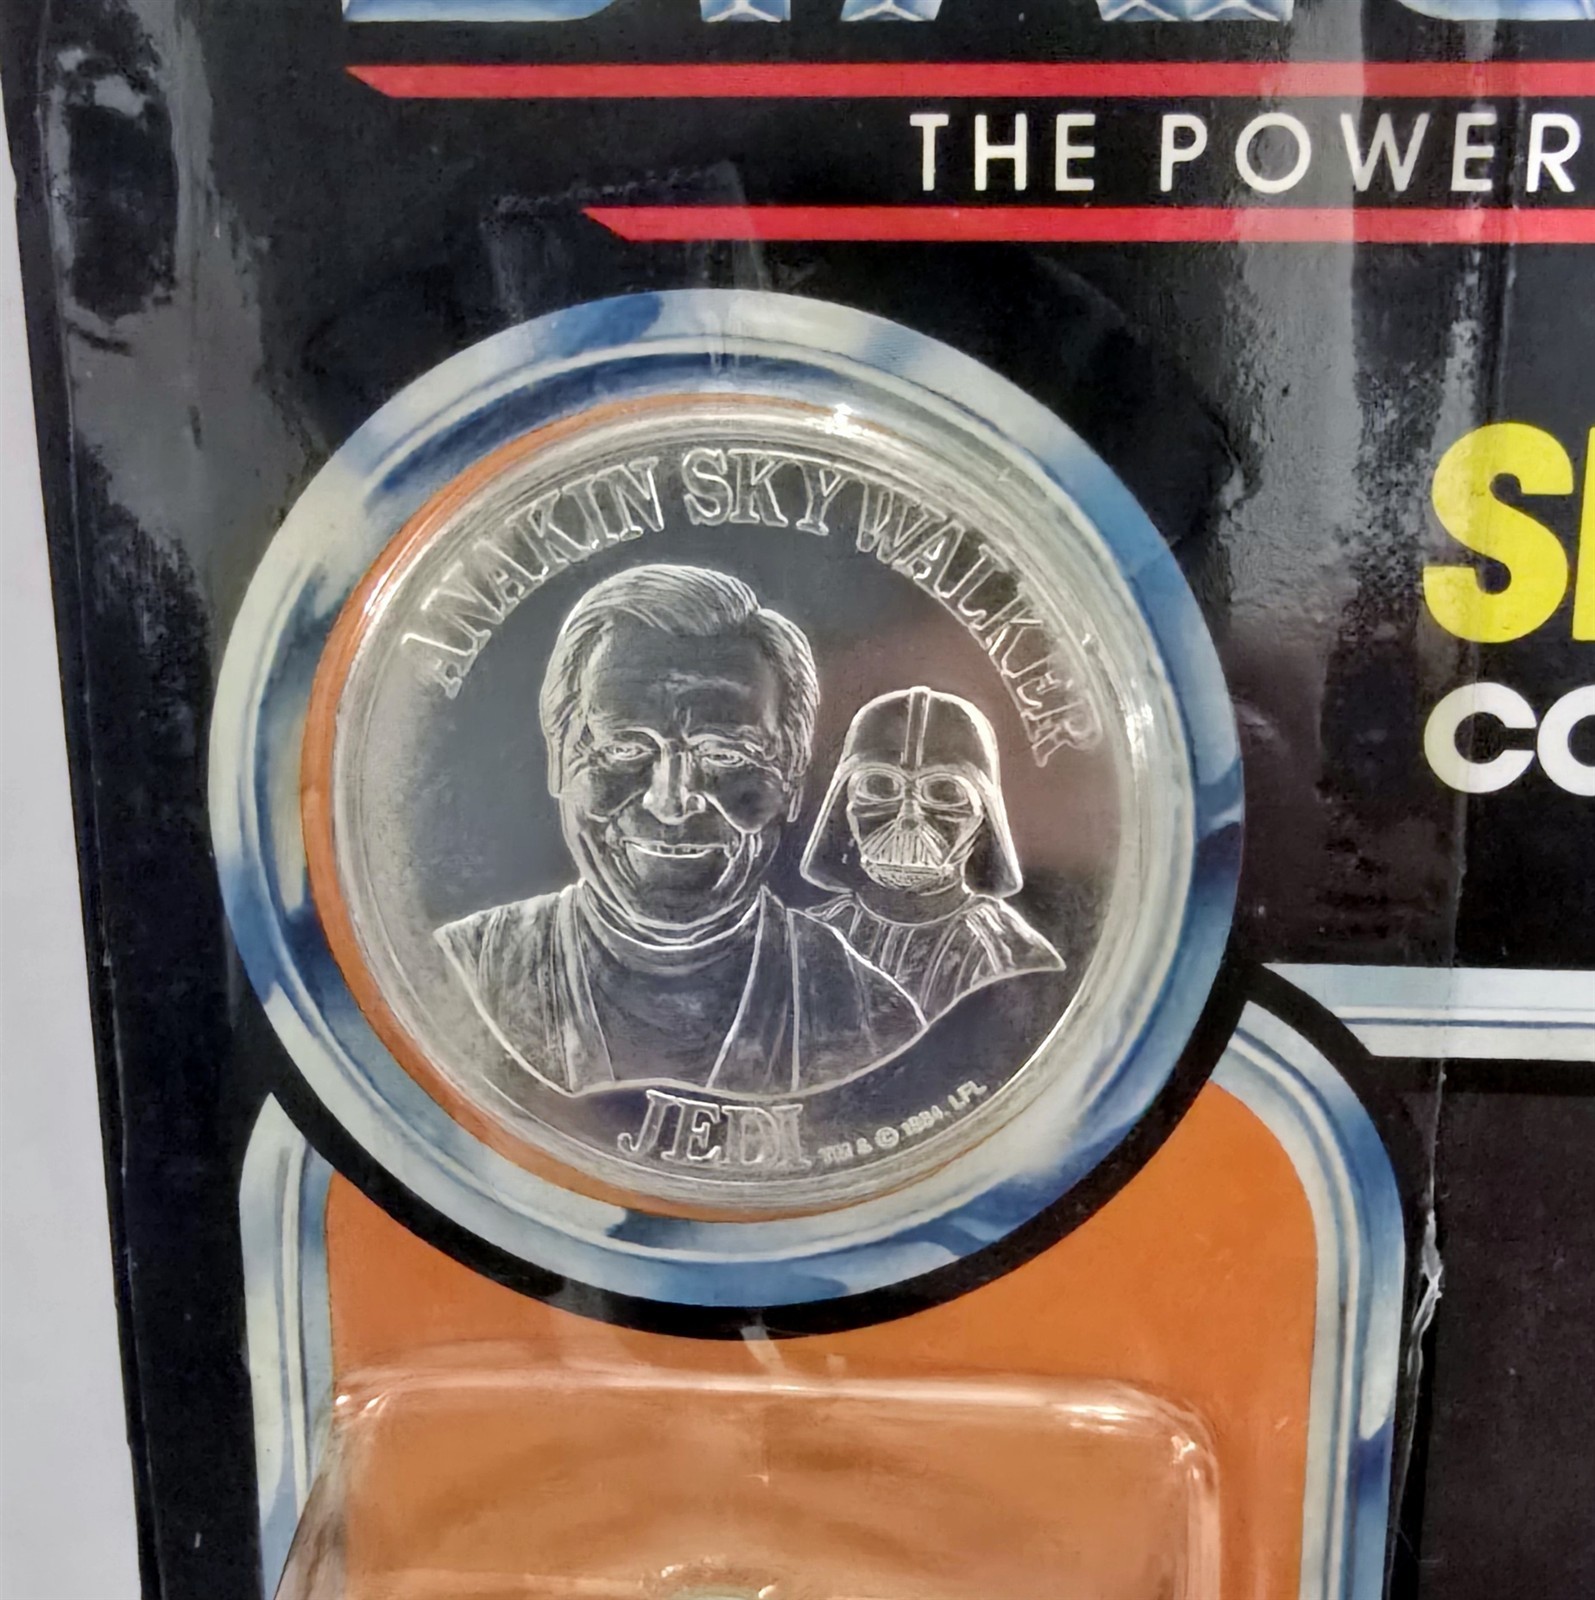 THE POWER
ANAKIN SKYWALKER
JEDI
TM & © 1984. LFL